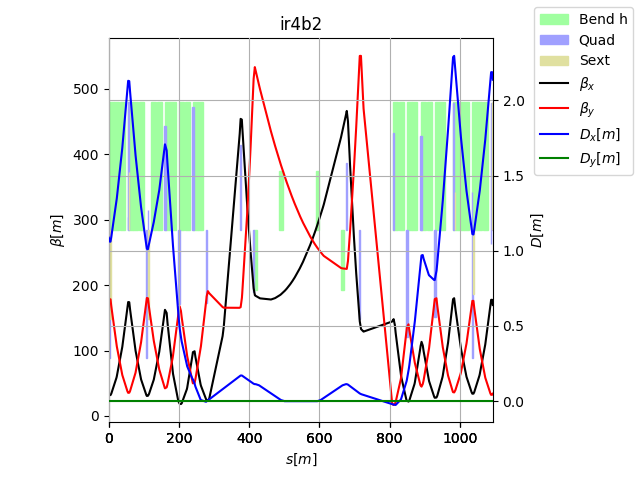 ir4b2
Bend h
Quad
Sext
βx
βy
Dx[m]
Dy[m]
500
400
300
200
100
0
β[m]
2.0
1.5
1.0
0.5
0.0
D[m]
0 200 400 600 800 1000
s[m]